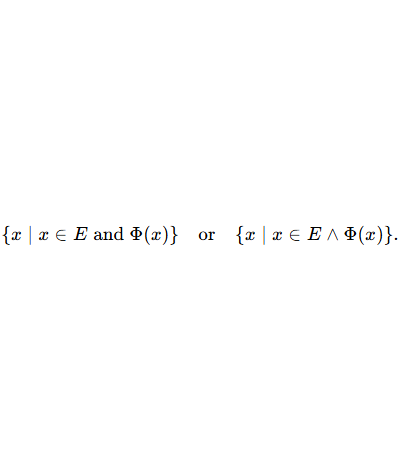 {x | x ∈ E and Φ(x)} or {x | x ∈ E ∧ Φ(x)}.